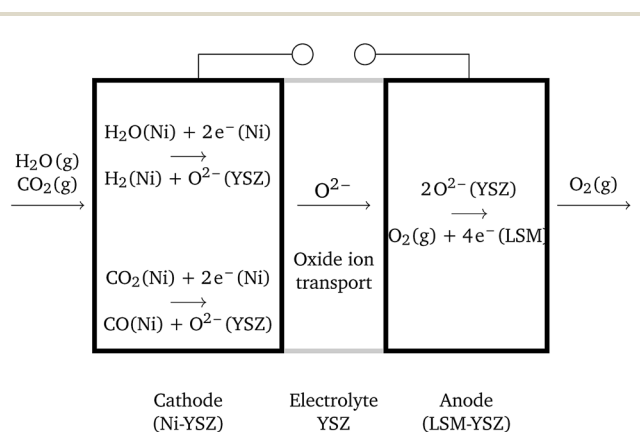 H₂O(g)
CO₂(g)
H₂O(Ni) + 2e⁻(Ni)
⟶
H₂(Ni) + O²⁻(YSZ)
CO₂(Ni) + 2e⁻(Ni)
⟶
CO(Ni) + O²⁻(YSZ)
O²⁻
Oxide ion
transport
2O²⁻(YSZ)
⟶
O₂(g) + 4e⁻(LSM)
O₂(g)
Cathode
(Ni-YSZ)
Electrolyte
YSZ
Anode
(LSM-YSZ)